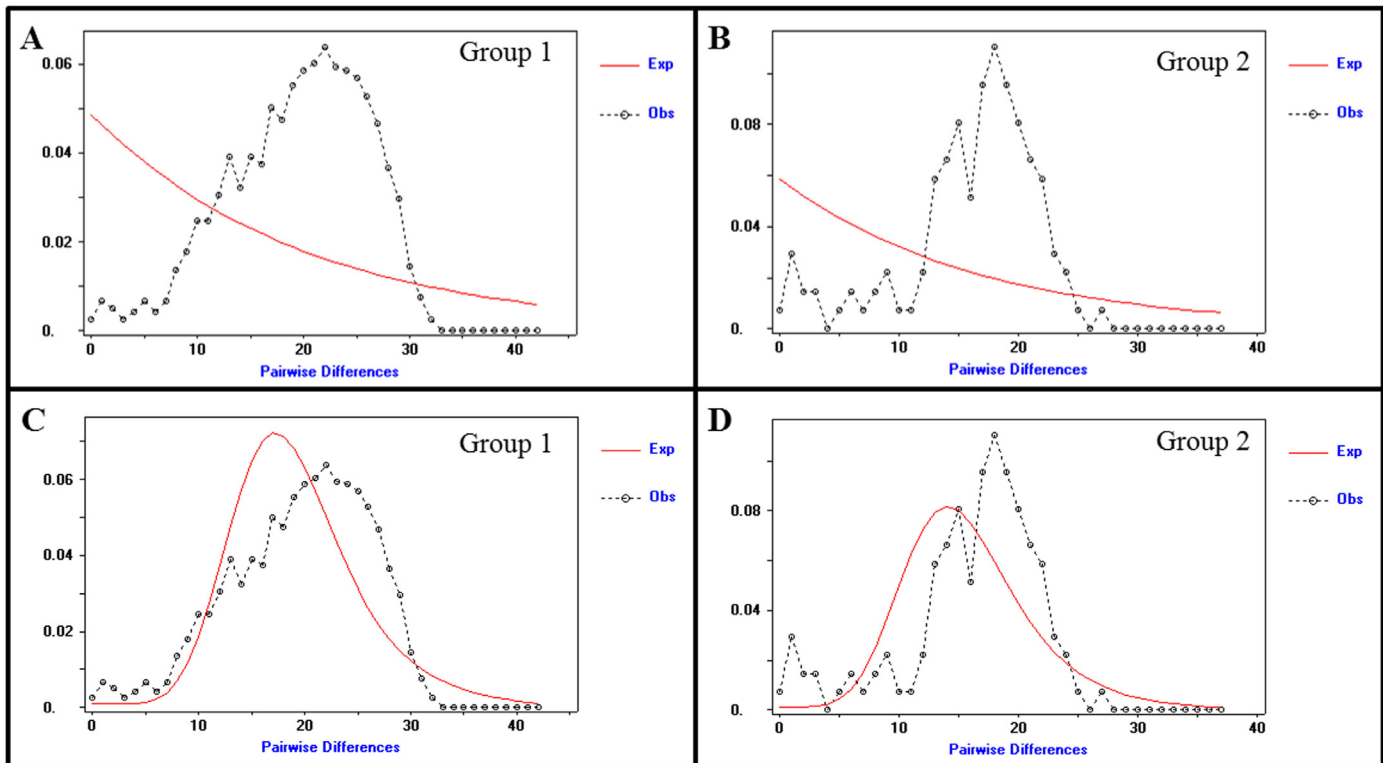 A
Group 1
Exp
Obs
0.06
0.04
0.02
0.
0 10 20 30 40
Pairwise Differences
B
Group 2
Exp
Obs
0.08
0.04
0.
0 10 20 30 40
Pairwise Differences
C
Group 1
Exp
Obs
0.06
0.04
0.02
0.
0 10 20 30 40
Pairwise Differences
D
Group 2
Exp
Obs
0.08
0.04
0.
0 10 20 30 40
Pairwise Differences